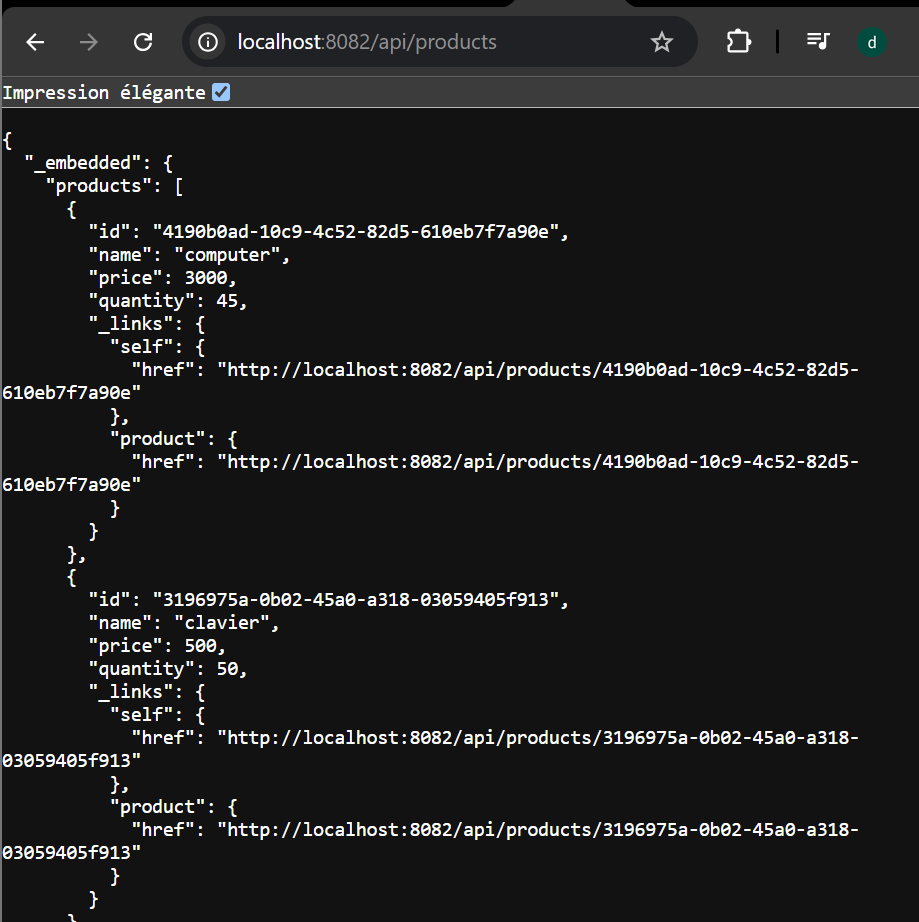 localhost:8082/api/products
d
Impression élégante
{
  "_embedded": {
    "products": [
      {
        "id": "4190b0ad-10c9-4c52-82d5-610eb7f7a90e",
        "name": "computer",
        "price": 3000,
        "quantity": 45,
        "_links": {
          "self": {
            "href": "http://localhost:8082/api/products/4190b0ad-10c9-4c52-82d5-
610eb7f7a90e"
          },
          "product": {
            "href": "http://localhost:8082/api/products/4190b0ad-10c9-4c52-82d5-
610eb7f7a90e"
          }
        }
      },
      {
        "id": "3196975a-0b02-45a0-a318-03059405f913",
        "name": "clavier",
        "price": 500,
        "quantity": 50,
        "_links": {
          "self": {
            "href": "http://localhost:8082/api/products/3196975a-0b02-45a0-a318-
03059405f913"
          },
          "product": {
            "href": "http://localhost:8082/api/products/3196975a-0b02-45a0-a318-
03059405f913"
          }
        }
      }